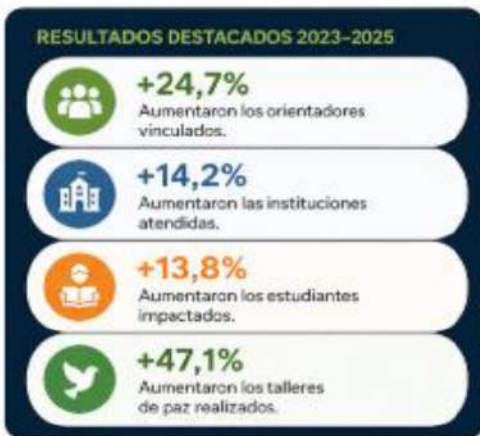 RESULTADOS DESTACADOS 2023–2025
+24,7%
Aumentaron los orientadores
vinculados.
+14,2%
Aumentaron las instituciones
atendidas.
+13,8%
Aumentaron los estudiantes
impactados.
+47,1%
Aumentaron los talleres
de paz realizados.